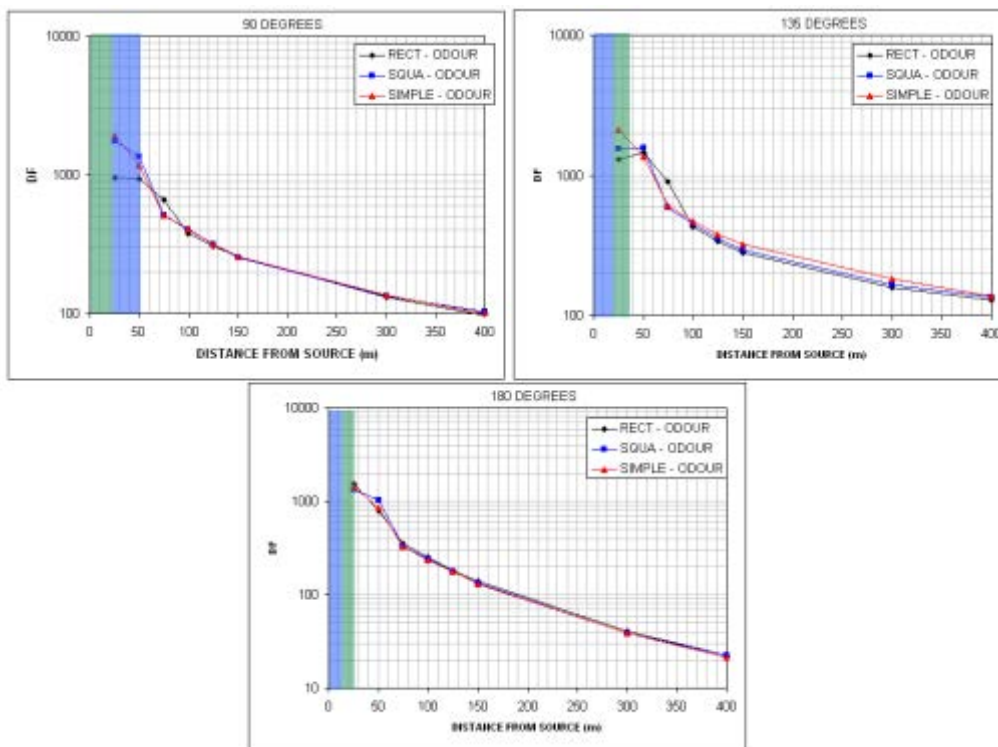 90 DEGREES
10000
1000
100
DF
RECT - ODOUR
SQUA - ODOUR
SIMPLE - ODOUR
0 50 100 150 200 250 300 350 400
DISTANCE FROM SOURCE (m)
135 DEGREES
10000
1000
100
DF
RECT - ODOUR
SQUA - ODOUR
SIMPLE - ODOUR
0 50 100 150 200 250 300 350 400
DISTANCE FROM SOURCE (m)
180 DEGREES
10000
1000
100
10
DF
RECT - ODOUR
SQUA - ODOUR
SIMPLE - ODOUR
0 50 100 150 200 250 300 350 400
DISTANCE FROM SOURCE (m)